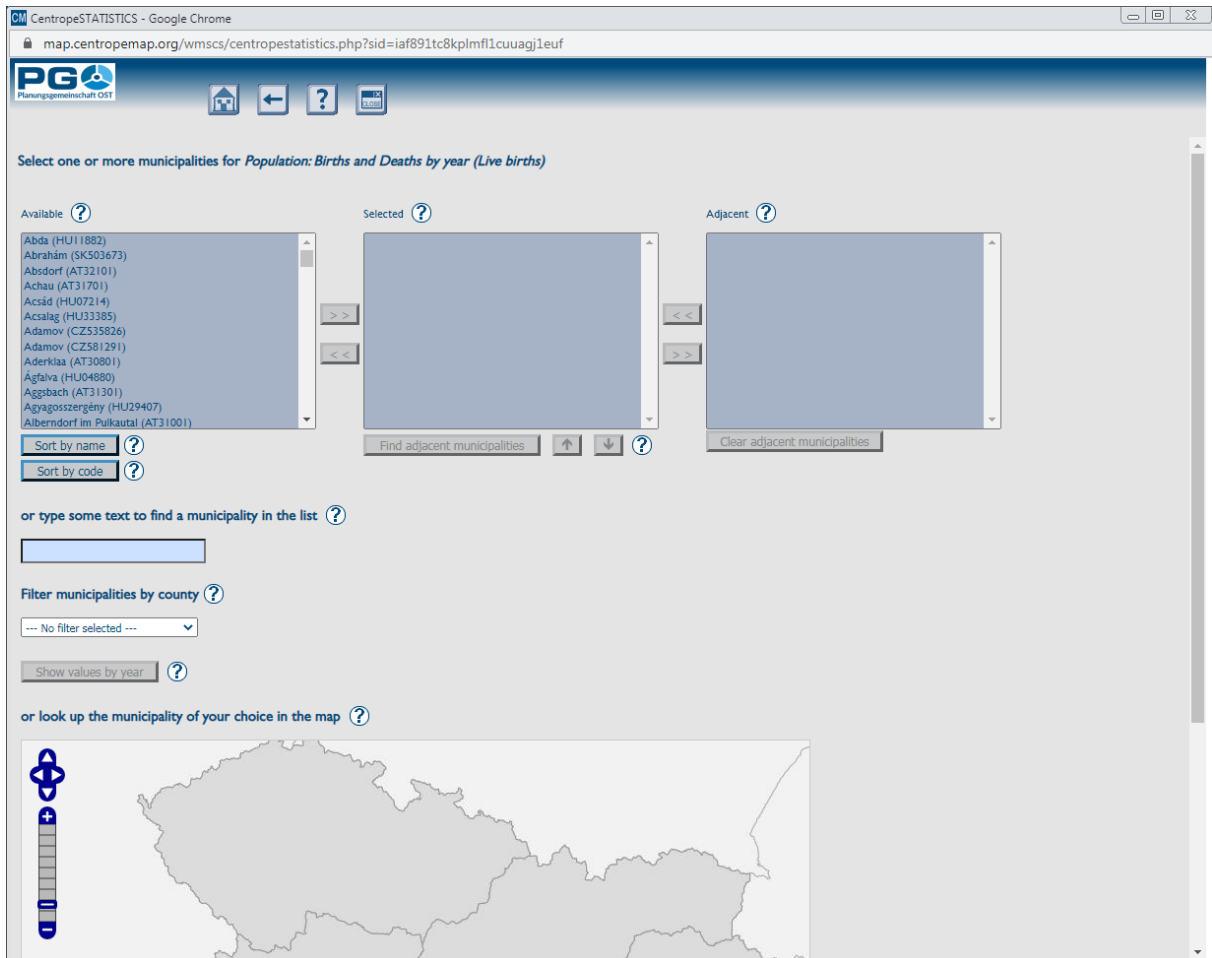 CM CentropeSTATISTICS - Google Chrome
map.centropemap.org/wmscs/centropestatistics.php?sid=iaf891tc8kplmfl1cuuagj1euf
PGO
Planungsgemeinschaft OST
? CLOSE
Select one or more municipalities for Population: Births and Deaths by year (Live births)
Available ? Selected ? Adjacent ?
Abda (HU11882)
Abrahám (SK503673)
Absdorf (AT32101)
Achau (AT31701)
Acsád (HU07214)
Acsalag (HU33385)
>> <<
Adamov (CZ535826)
Adamov (CZ581291)
<< >>
Aderklaa (AT30801)
Ágfalva (HU04880)
Aggsbach (AT31301)
Agyagosszergény (HU29407)
Alberndorf im Pulkautal (AT31001)
Sort by name ? Find adjacent municipalities ? Clear adjacent municipalities
Sort by code ?
or type some text to find a municipality in the list ?
Filter municipalities by county ?
--- No filter selected ---
Show values by year ?
or look up the municipality of your choice in the map ?